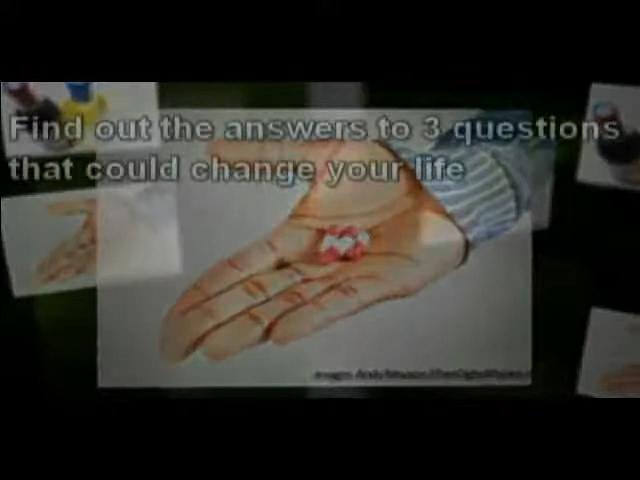 Find out the answers to 3 questions
that could change your life